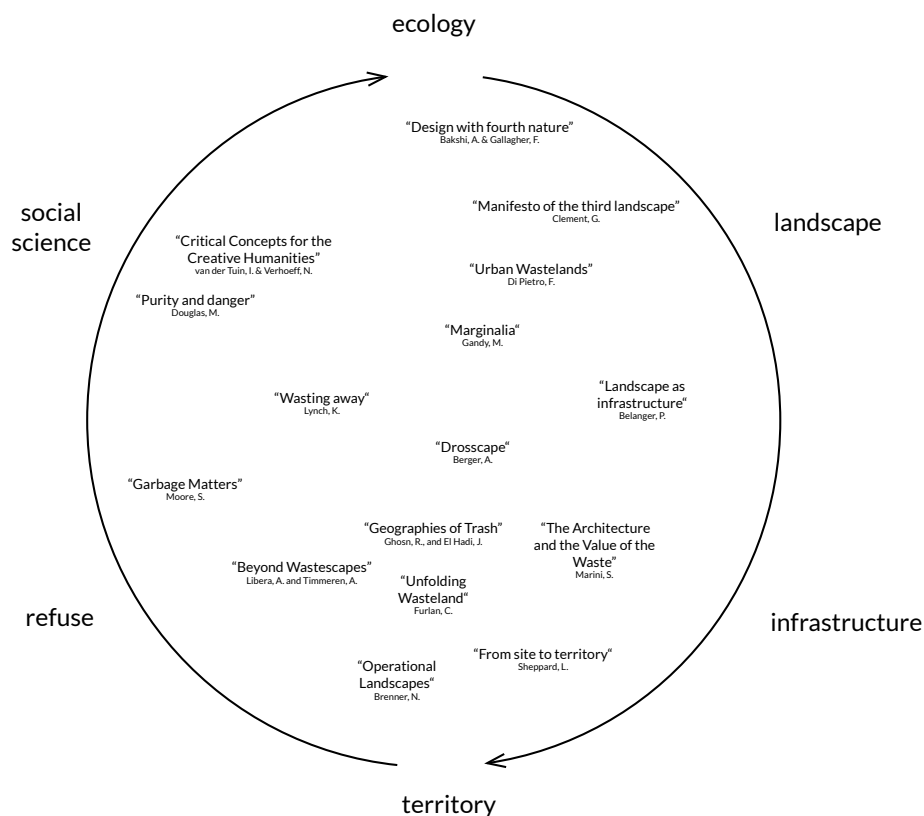 ecology
“Design with fourth nature”
Bakshi, A. & Gallagher, F.
“Manifesto of the third landscape”
Clement, G.
social
science
landscape
“Critical Concepts for the
Creative Humanities”
van der Tuin, I. & Verhoeff, N.
“Urban Wastelands”
Di Pietro, F.
“Purity and danger”
Douglas, M.
“Marginalia“
Gandy, M.
“Wasting away“
Lynch, K.
“Landscape as
infrastructure“
Belanger, P.
“Drosscape“
Berger, A.
“Garbage Matters”
Moore, S.
“Geographies of Trash”
Ghosn, R., and El Hadi, J.
“The Architecture
and the Value of the
Waste”
Marini, S.
“Beyond Wastescapes”
Libera, A. and Timmeren, A.
“Unfolding
Wasteland“
Furlan, C.
refuse
infrastructure
“From site to territory“
Sheppard, L.
“Operational
Landscapes“
Brenner, N.
territory